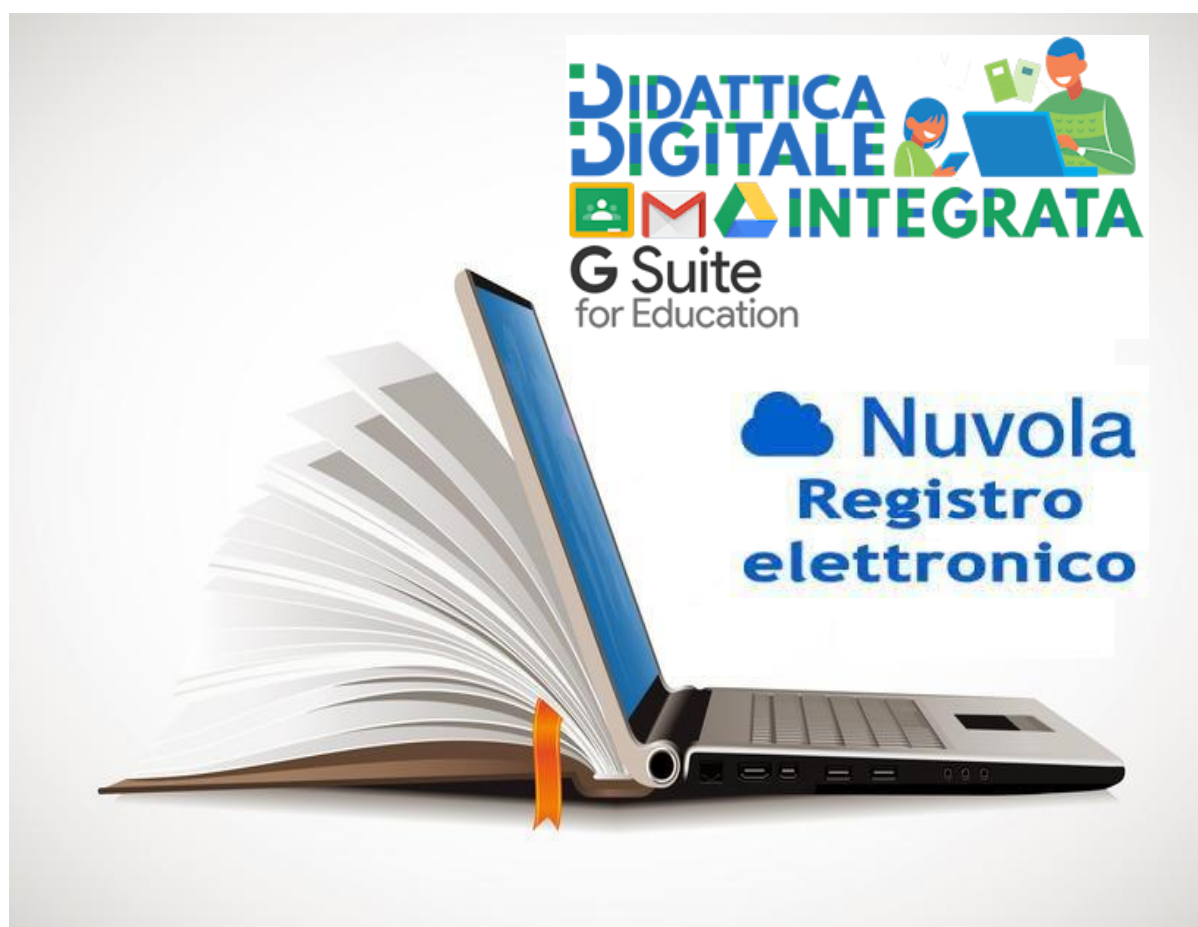 DIDATTICA
DIGITALE
INTEGRATA
G Suite
for Education
Nuvola
Registro
elettronico